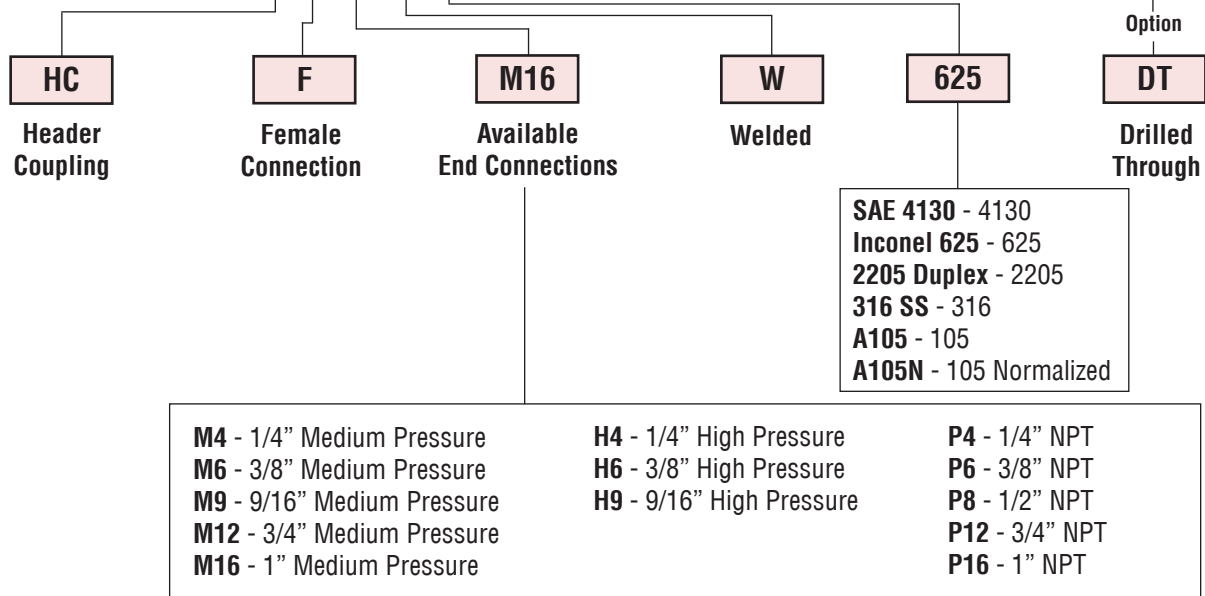 Option
HC F M16 W 625 DT
Header Coupling
Female Connection
Available End Connections
Welded
Drilled Through
SAE 4130 - 4130
Inconel 625 - 625
2205 Duplex - 2205
316 SS - 316
A105 - 105
A105N - 105 Normalized
M4 - 1/4” Medium Pressure
M6 - 3/8” Medium Pressure
M9 - 9/16” Medium Pressure
M12 - 3/4” Medium Pressure
M16 - 1” Medium Pressure
H4 - 1/4” High Pressure
H6 - 3/8” High Pressure
H9 - 9/16” High Pressure
P4 - 1/4” NPT
P6 - 3/8” NPT
P8 - 1/2” NPT
P12 - 3/4” NPT
P16 - 1” NPT